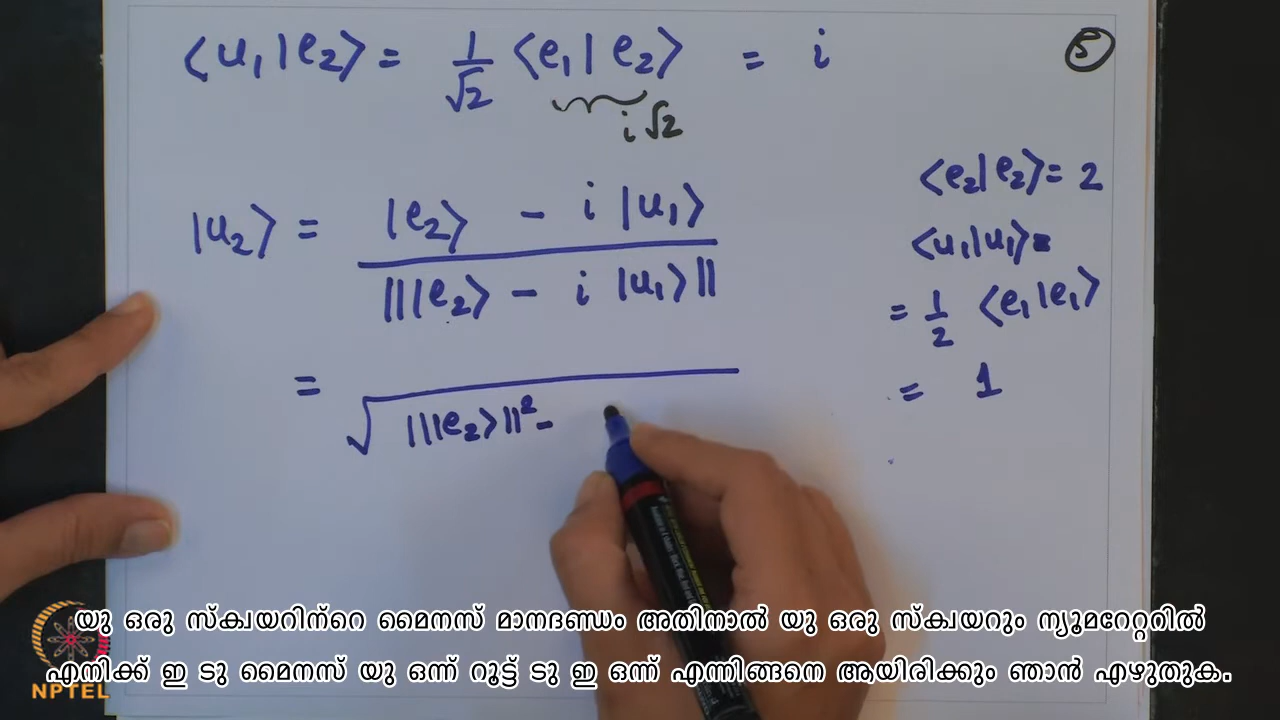 ⟨u₁|e₂⟩ = 1/√2 ⟨e₁|e₂⟩ = i
5
i√2
⟨e₂|e₂⟩ = 2
|u₂⟩ = |e₂⟩ - i |u₁⟩ / |||e₂⟩ - i |u₁⟩||
⟨u₁|u₁⟩ =
= 1/2 ⟨e₁|e₁⟩
= 1
= √ |||e₂⟩||² -
യു ഒരു സ്ക്വയറിന്റെ മൈനസ് മാനദണ്ഡം അതിനാൽ യു ഒരു സ്ക്വയറും ന്യൂമറേറ്ററിൽ
എനിക്ക് ഇ ടു മൈനസ് യു ഒന്ന് റൂട്ട് ടു ഇ ഒന്ന് എന്നിങ്ങനെ ആയിരിക്കും ഞാൻ എഴുതുക.
NPTEL